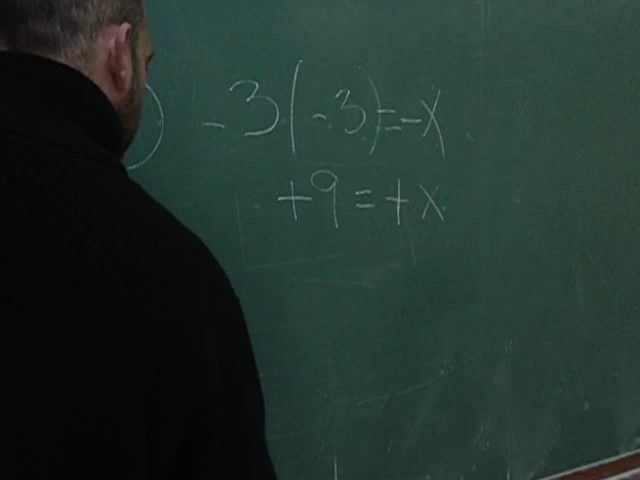 ) -3(-3)=-x
+9=+x